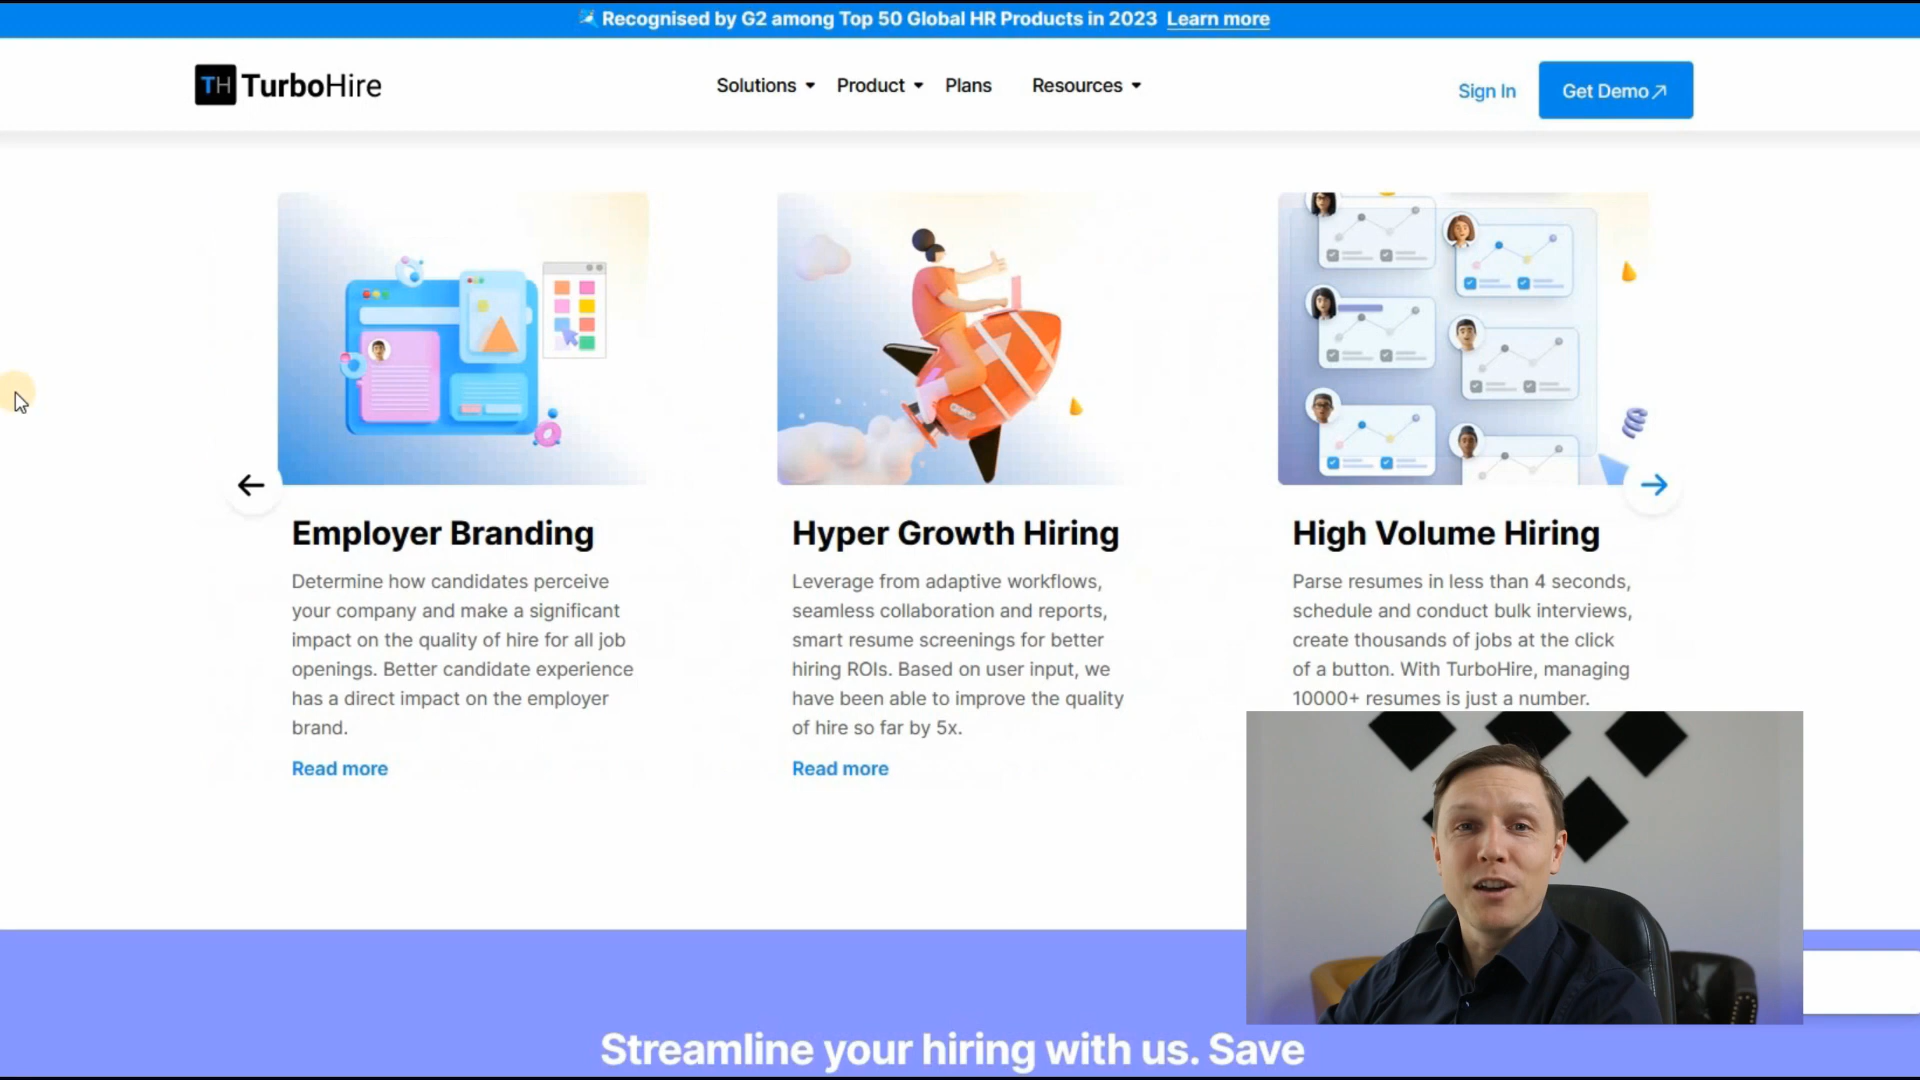 Recognised by G2 among Top 50 Global HR Products in 2023 Learn more
TH TurboHire
Solutions Product Plans Resources
Sign In Get Demo
Employer Branding
Determine how candidates perceive
your company and make a significant
impact on the quality of hire for all job
openings. Better candidate experience
has a direct impact on the employer
brand.
Read more
Hyper Growth Hiring
Leverage from adaptive workflows,
seamless collaboration and reports,
smart resume screenings for better
hiring ROIs. Based on user input, we
have been able to improve the quality
of hire so far by 5x.
Read more
High Volume Hiring
Parse resumes in less than 4 seconds,
schedule and conduct bulk interviews,
create thousands of jobs at the click
of a button. With TurboHire, managing
10000+ resumes is just a number.
Streamline your hiring with us. Save